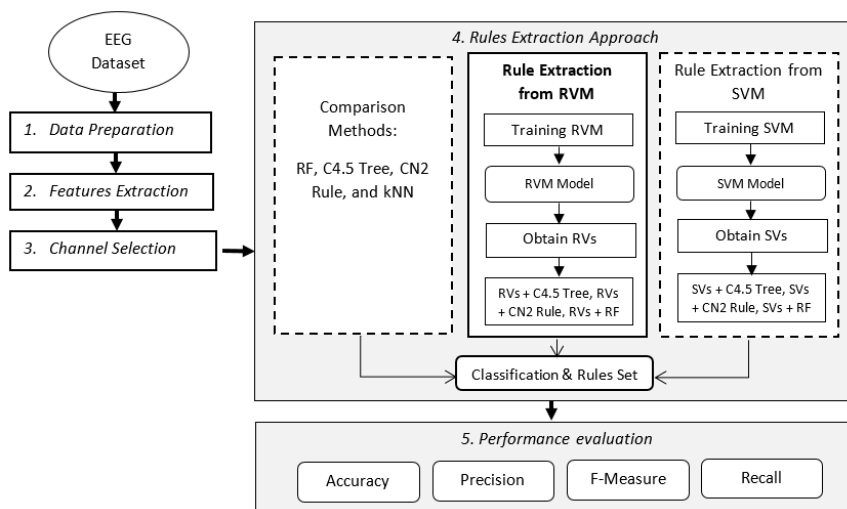 EEG
Dataset
1. Data Preparation
2. Features Extraction
3. Channel Selection
4. Rules Extraction Approach
Comparison
Methods:
RF, C4.5 Tree, CN2
Rule, and kNN
Rule Extraction
from RVM
Training RVM
RVM Model
Obtain RVs
RVs + C4.5 Tree, RVs
+ CN2 Rule, RVs + RF
Rule Extraction from
SVM
Training SVM
SVM Model
Obtain SVs
SVs + C4.5 Tree, SVs
+ CN2 Rule, SVs + RF
Classification & Rules Set
5. Performance evaluation
Accuracy
Precision
F-Measure
Recall